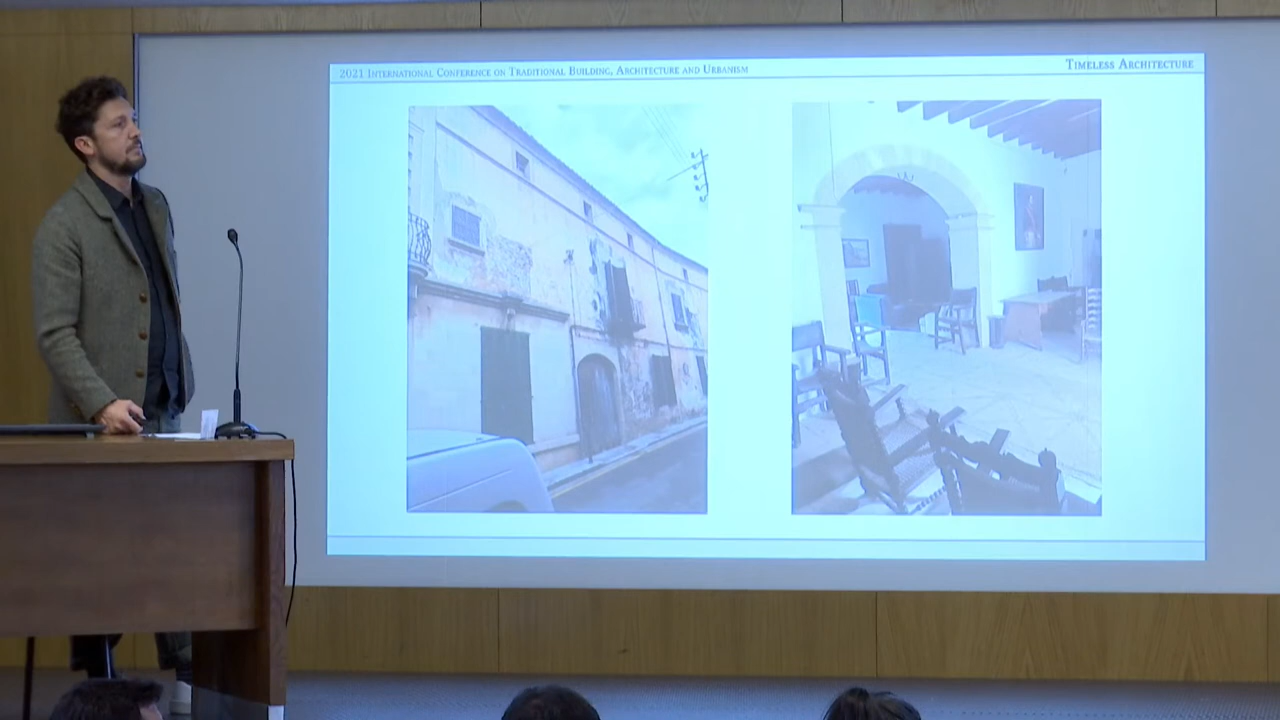 2021 International Conference on Traditional Building, Architecture and Urbanism
Timeless Architecture